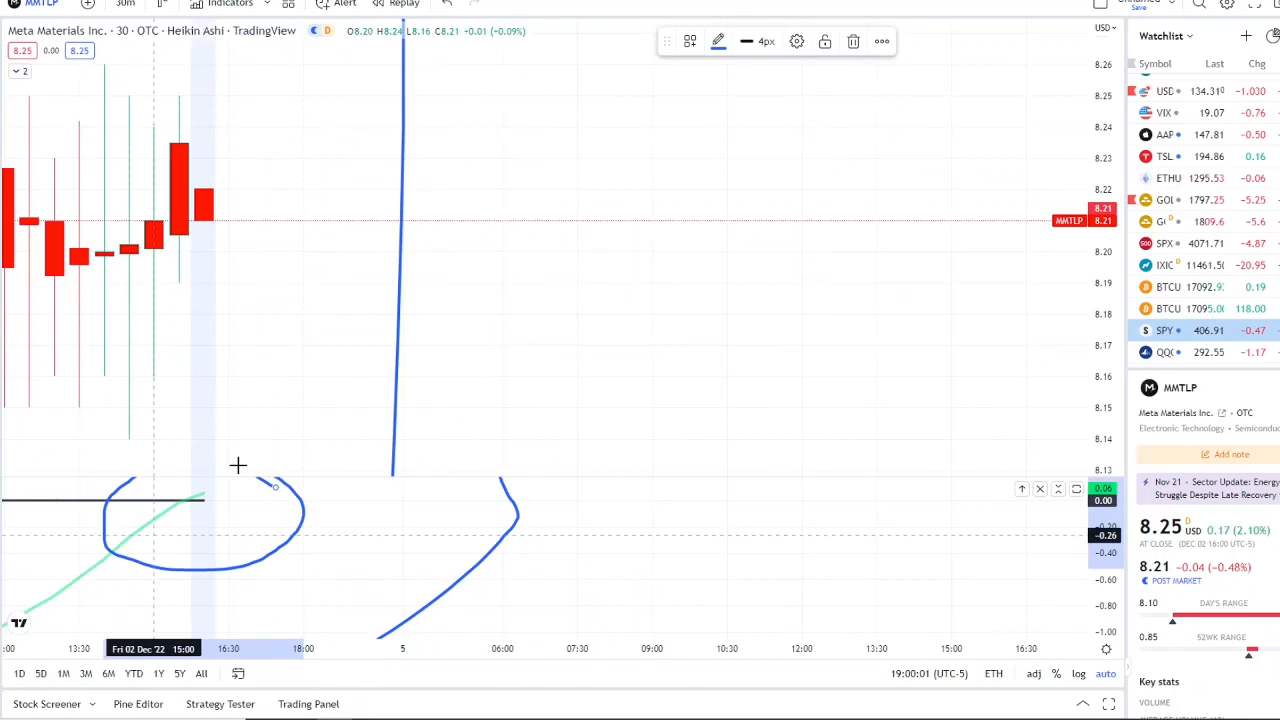 MMTLP 30m Indicators Alert Replay Unnamed
Save
Meta Materials Inc. · 30 · OTC · Heikin Ashi · TradingView D O8.20 H8.24 L8.16 C8.21 −0.01 (−0.09%)
8.25 0.00 8.25
2
4px
USD
8.26
8.25
8.24
8.23
8.22
8.21
MMTLP 8.21
8.20
8.19
8.18
8.17
8.16
8.15
8.14
8.13
0.06
0.00
−0.20
−0.26
−0.40
−0.60
−0.80
−1.00
:00 13:30 Fri 02 Dec '22 15:00 16:30 18:00 5 06:00 07:30 09:00 10:30 12:00 13:30 15:00 16:30
1D 5D 1M 3M 6M YTD 1Y 5Y All 19:00:01 (UTC-5) ETH adj % log auto
Stock Screener Pine Editor Strategy Tester Trading Panel
Watchlist
Symbol Last Chg
USD 134.310 −1.030
VIX 19.07 −0.76
AAP 147.81 −0.50
TSL 194.86 0.16
ETHU 1295.53 −0.06
GOL 1797.25 −5.25
D 1809.6 −5.6
SPX 4071.71 −4.87
IXIC D 11461.5 −20.95
BTCU 17092.9 0.19
BTCU 17095.0 118.00
SPY 406.91 −0.47
QQ 292.55 −1.17
MMTLP
Meta Materials Inc. • OTC
Electronic Technology • Semiconduc
Add note
Nov 21 • Sector Update: Energy
Struggle Despite Late Recovery
8.25 D USD 0.17 (2.10%)
AT CLOSE (DEC 02 16:00 UTC-5)
8.21 −0.04 (−0.48%)
POST MARKET
8.10 DAY'S RANGE
0.85 52WK RANGE
Key stats
VOLUME